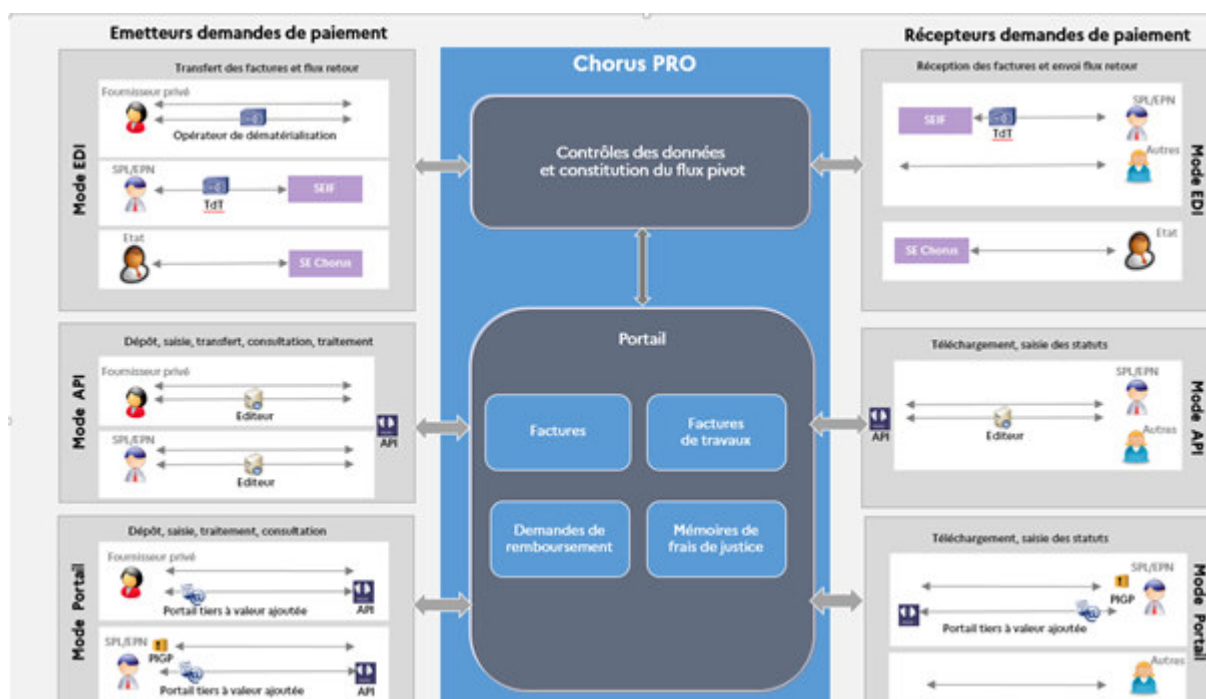 Emetteurs demandes de paiement
Transfert des factures et flux retour
Mode EDI
Fournisseur privé
Opérateur de dématérialisation
SPL/EPN
TdT
SEIF
Etat
SE Chorus
Dépôt, saisie, transfert, consultation, traitement
Mode API
Fournisseur privé
Editeur
SPL/EPN
Editeur
API
Dépôt, saisie, traitement, consultation
Mode Portail
Fournisseur privé
Portail tiers à valeur ajoutée
API
SPL/EPN
PIGP
Portail tiers à valeur ajoutée
API
Chorus PRO
Contrôles des données
et constitution du flux pivot
Portail
Factures
Factures
de travaux
Demandes de
remboursement
Mémoires de
frais de justice
Récepteurs demandes de paiement
Réception des factures et envoi flux retour
Mode EDI
SEIF
TdT
SPL/EPN
Autres
SE Chorus
Etat
Téléchargement, saisie des statuts
Mode API
API
Editeur
SPL/EPN
Autres
Téléchargement, saisie des statuts
Mode Portail
SPL/EPN
PIGP
Portail tiers à valeur ajoutée
Autres